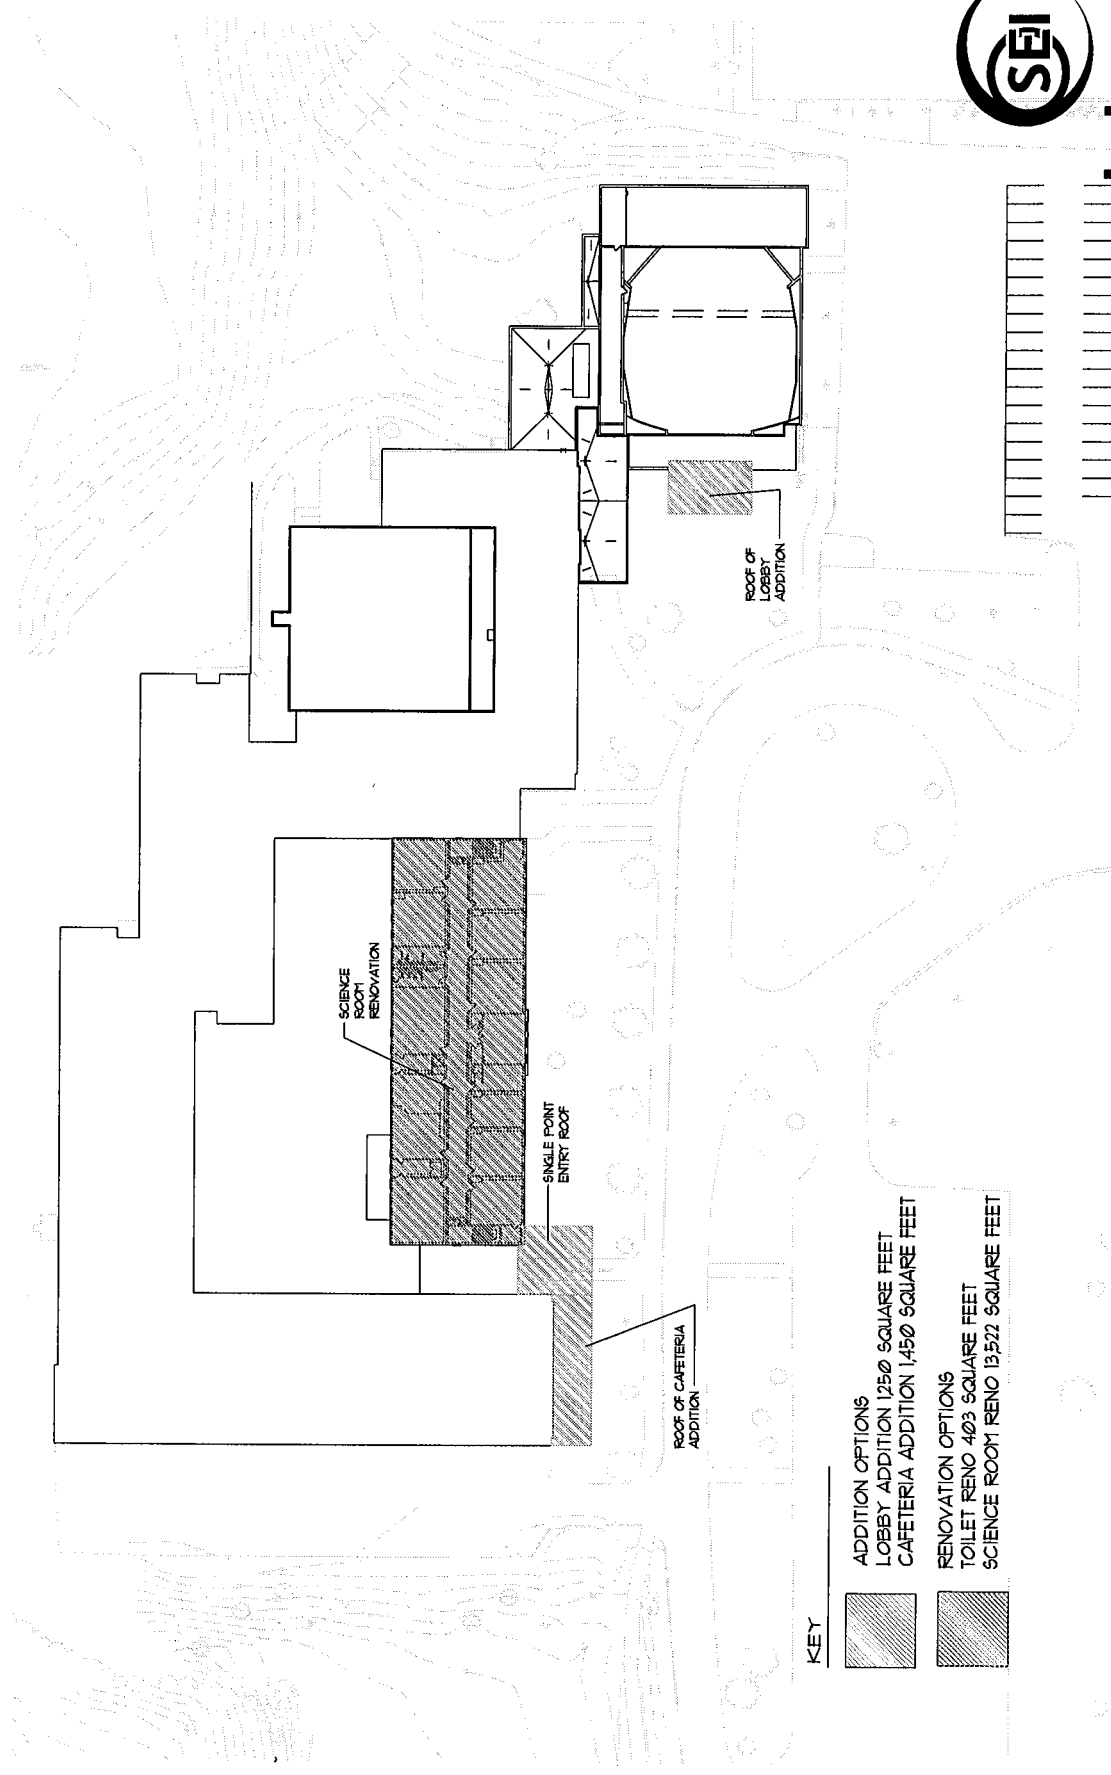 SEI
ROOF OF
LOBBY
ADDITION
SCIENCE
ROOM
RENOVATION
SINGLE POINT
ENTRY ROOF
ROOF OF CAFETERIA
ADDITION
KEY
ADDITION OPTIONS
LOBBY ADDITION 1,250 SQUARE FEET
CAFETERIA ADDITION 1,450 SQUARE FEET
RENOVATION OPTIONS
TOILET RENO 403 SQUARE FEET
SCIENCE ROOM RENO 13,522 SQUARE FEET